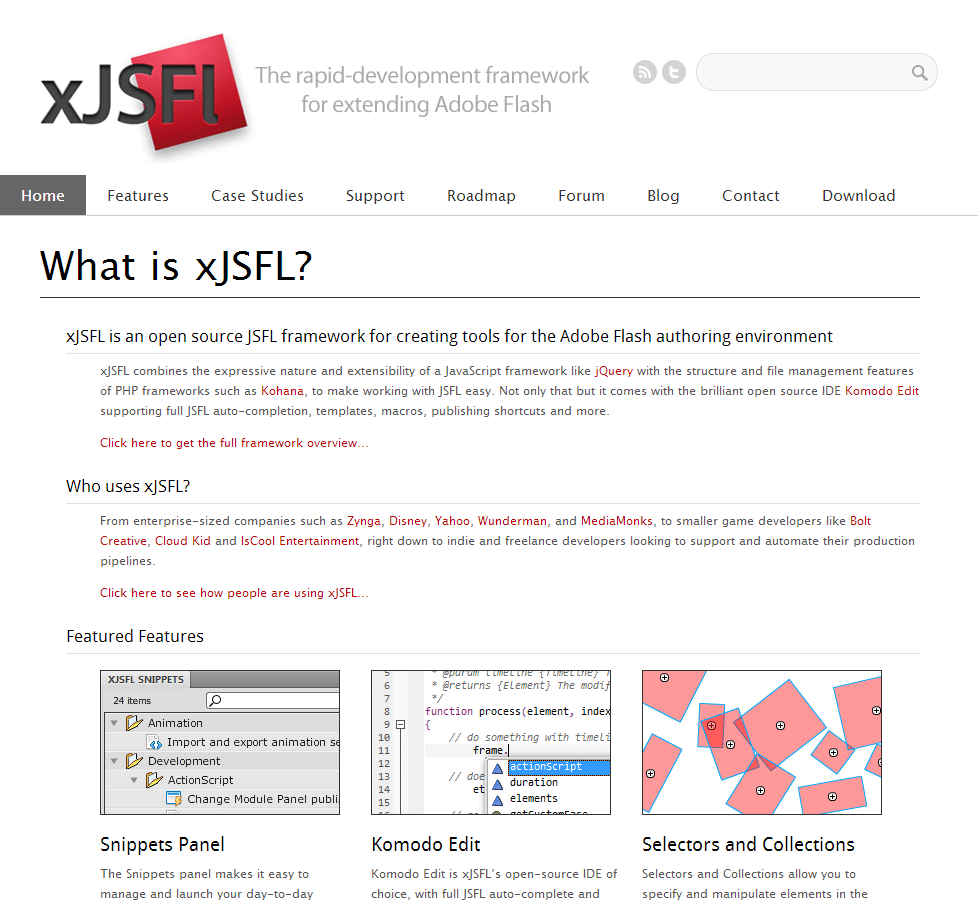 xJSFl
The rapid-development framework
for extending Adobe Flash
Home Features Case Studies Support Roadmap Forum Blog Contact Download
What is xJSFL?
xJSFL is an open source JSFL framework for creating tools for the Adobe Flash authoring environment
xJSFL combines the expressive nature and extensibility of a JavaScript framework like jQuery with the structure and file management features
of PHP frameworks such as Kohana, to make working with JSFL easy. Not only that but it comes with the brilliant open source IDE Komodo Edit
supporting full JSFL auto-completion, templates, macros, publishing shortcuts and more.
Click here to get the full framework overview...
Who uses xJSFL?
From enterprise-sized companies such as Zynga, Disney, Yahoo, Wunderman, and MediaMonks, to smaller game developers like Bolt
Creative, Cloud Kid and IsCool Entertainment, right down to indie and freelance developers looking to support and automate their production
pipelines.
Click here to see how people are using xJSFL...
Featured Features
XJSFL SNIPPETS
24 items
Animation
Import and export animation se
Development
ActionScript
Change Module Panel publi
5
6 * @returns {Element} The modif
7 */
8 function process(element, index
9 {
10 // do something with timeli
11 frame.
12
13 // doe
14 et
15
actionScript
duration
elements
getCustomEase
Snippets Panel
The Snippets panel makes it easy to
manage and launch your day-to-day
Komodo Edit
Komodo Edit is xJSFL's open-source IDE of
choice, with full JSFL auto-complete and
Selectors and Collections
Selectors and Collections allow you to
specify and manipulate elements in the